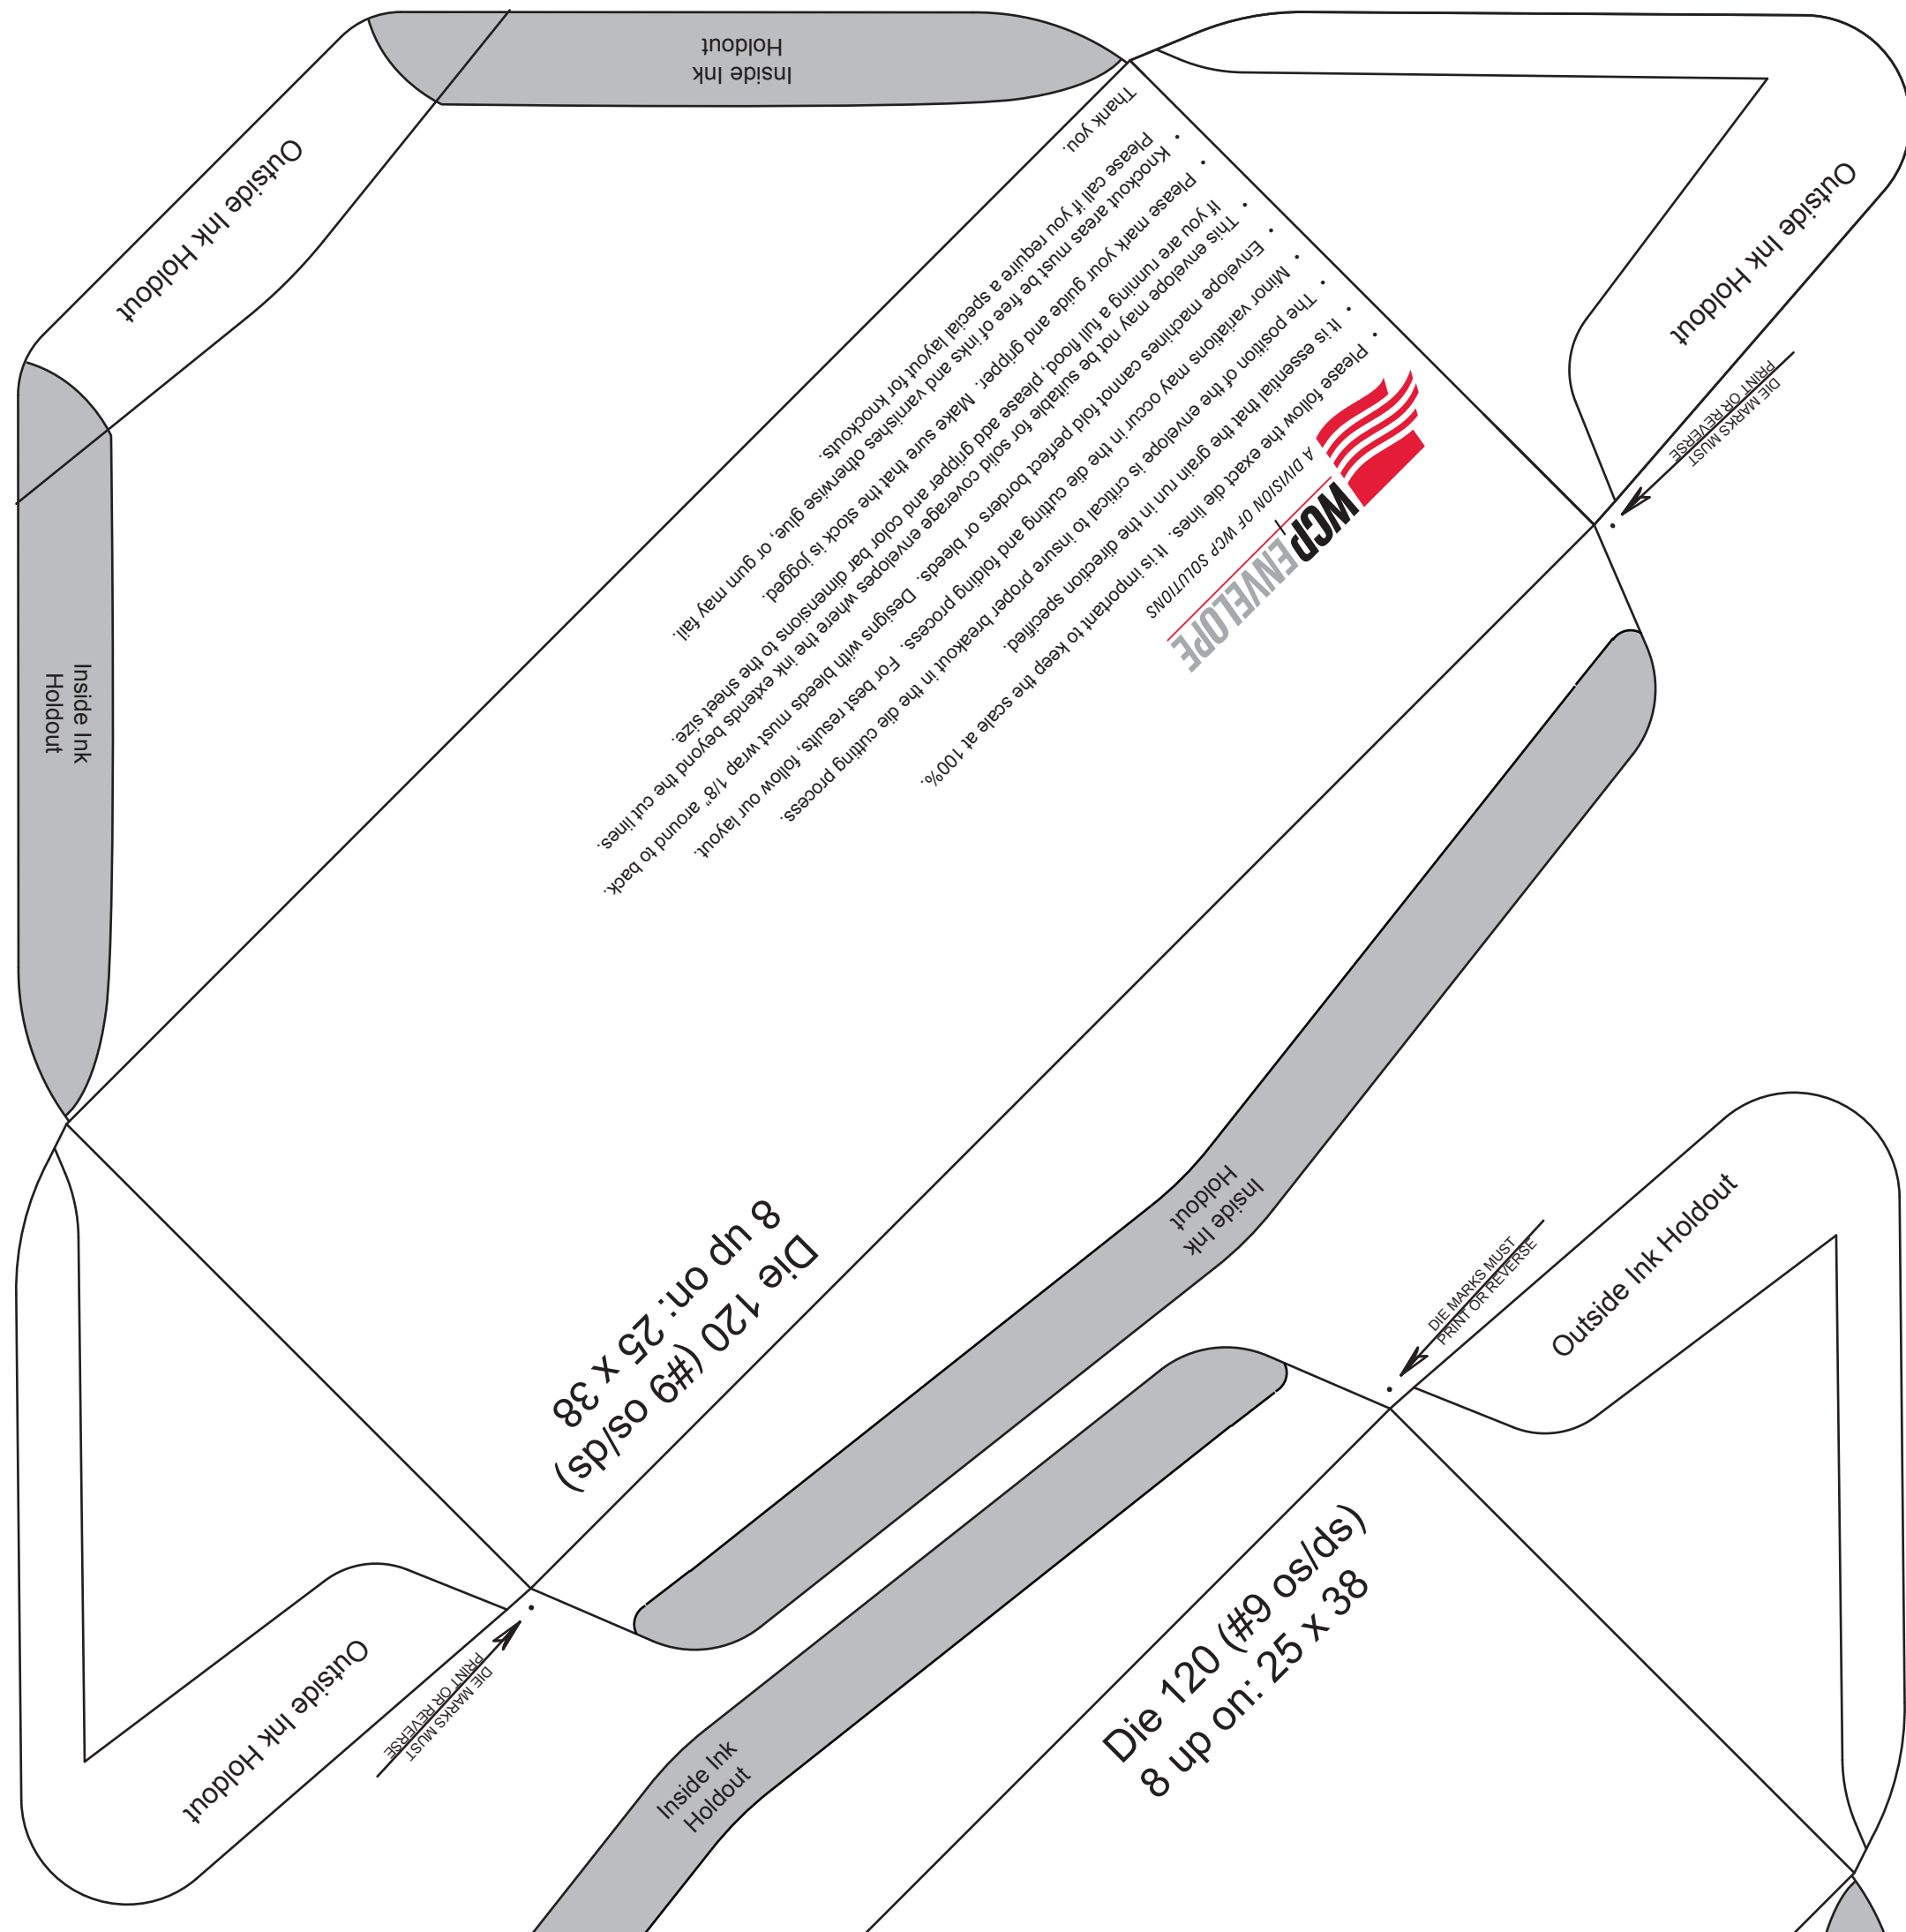 Inside Ink
Holdout
Outside Ink Holdout
Inside Ink
Holdout
Outside Ink Holdout
DIE MARKS MUST
PRINT OR REVERSE
WCP ENVELOPE
A DIVISION OF WCP SOLUTIONS
• Please follow the exact die lines. It is important to keep the scale at 100%.
• It is essential that the grain run in the direction specified.
• The position of the envelope is critical to insure proper breakout in the die cutting process.
• Minor variations may occur in the die cutting and folding process. For best results, follow our layout.
• Envelope machines cannot fold perfect borders or bleeds. Designs with bleeds must wrap 1/8" around to back.
• This envelope may not be suitable for solid coverage envelopes where the ink extends beyond the cut lines.
If you are running a full flood, please add gripper and color bar dimensions to the sheet size.
• Please mark your guide and gripper. Make sure that the stock is jogged.
• Knockout areas must be free of inks and varnishes otherwise glue, or gum may fail.
Please call if you require a special layout for knockouts.
Thank you.
Die 120 (#9 os/ds)
8 up on: 25 x 38
Inside Ink
Holdout
Outside Ink Holdout
DIE MARKS MUST
PRINT OR REVERSE
DIE MARKS MUST
PRINT OR REVERSE
Outside Ink Holdout
Inside Ink
Holdout
Die 120 (#9 os/ds)
8 up on: 25 x 38